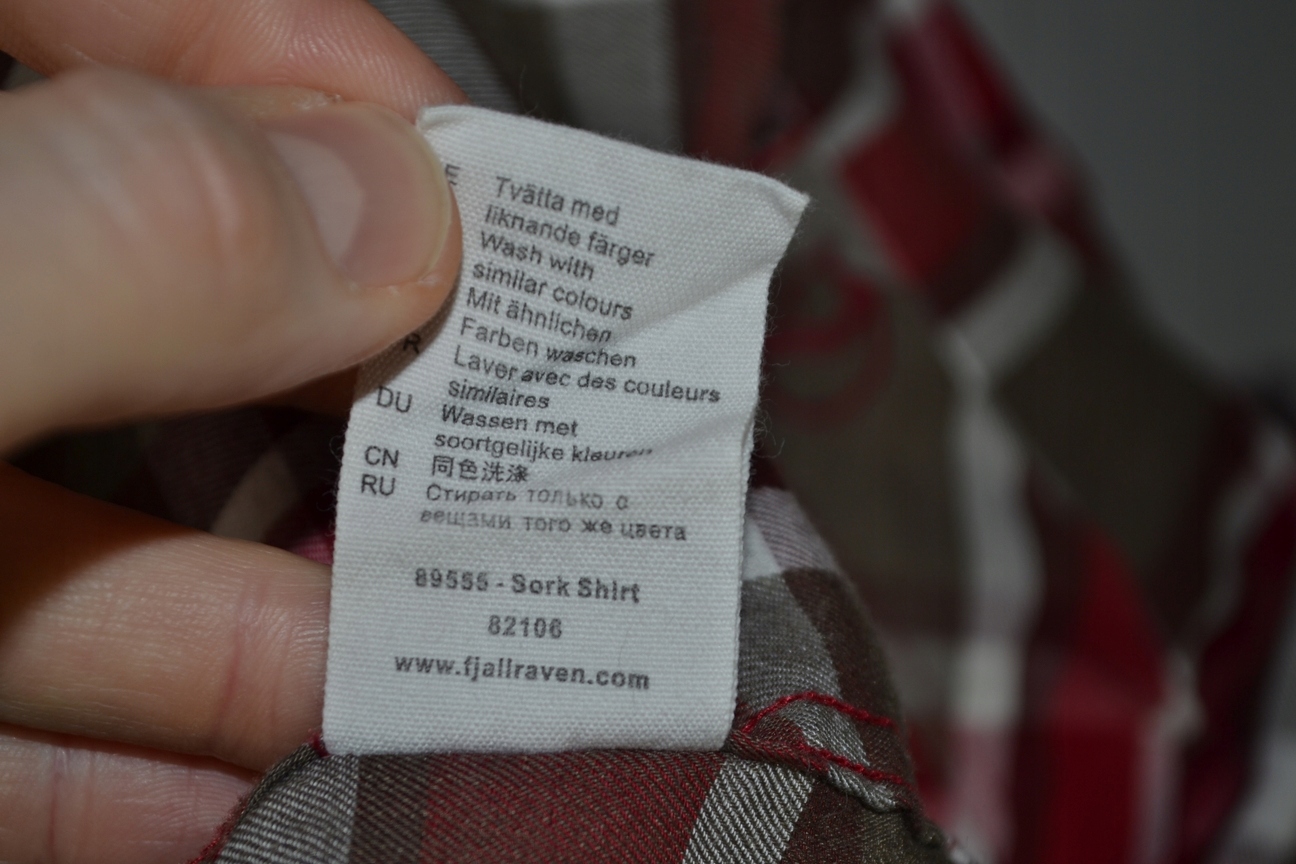 E Tvätta med
liknande färger
Wash with
similar colours
Mit ähnlichen
Farben waschen
R Laver avec des couleurs
similaires
DU Wassen met
soortgelijke kleuren
CN 同色洗涤
RU Стирать только с
вещами того же цвета
89555 - Sork Shirt
82106
www.fjallraven.com